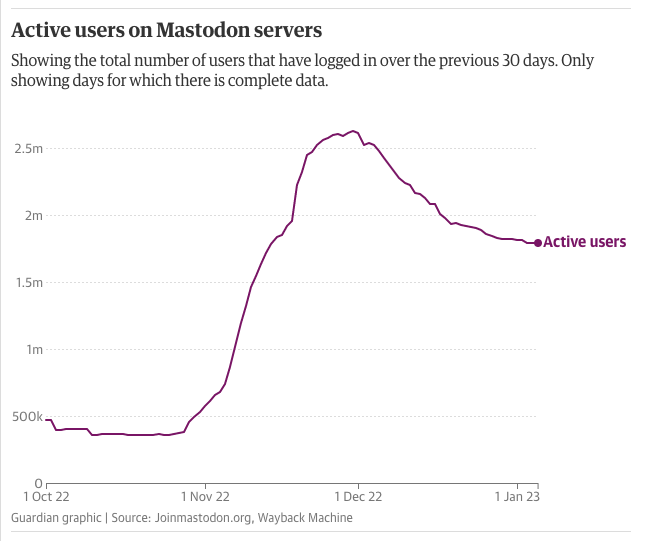 Active users on Mastodon servers
Showing the total number of users that have logged in over the previous 30 days. Only
showing days for which there is complete data.
2.5m
2m
Active users
1.5m
1m
500k
0
1 Oct 22
1 Nov 22
1 Dec 22
1 Jan 23
Guardian graphic | Source: Joinmastodon.org, Wayback Machine